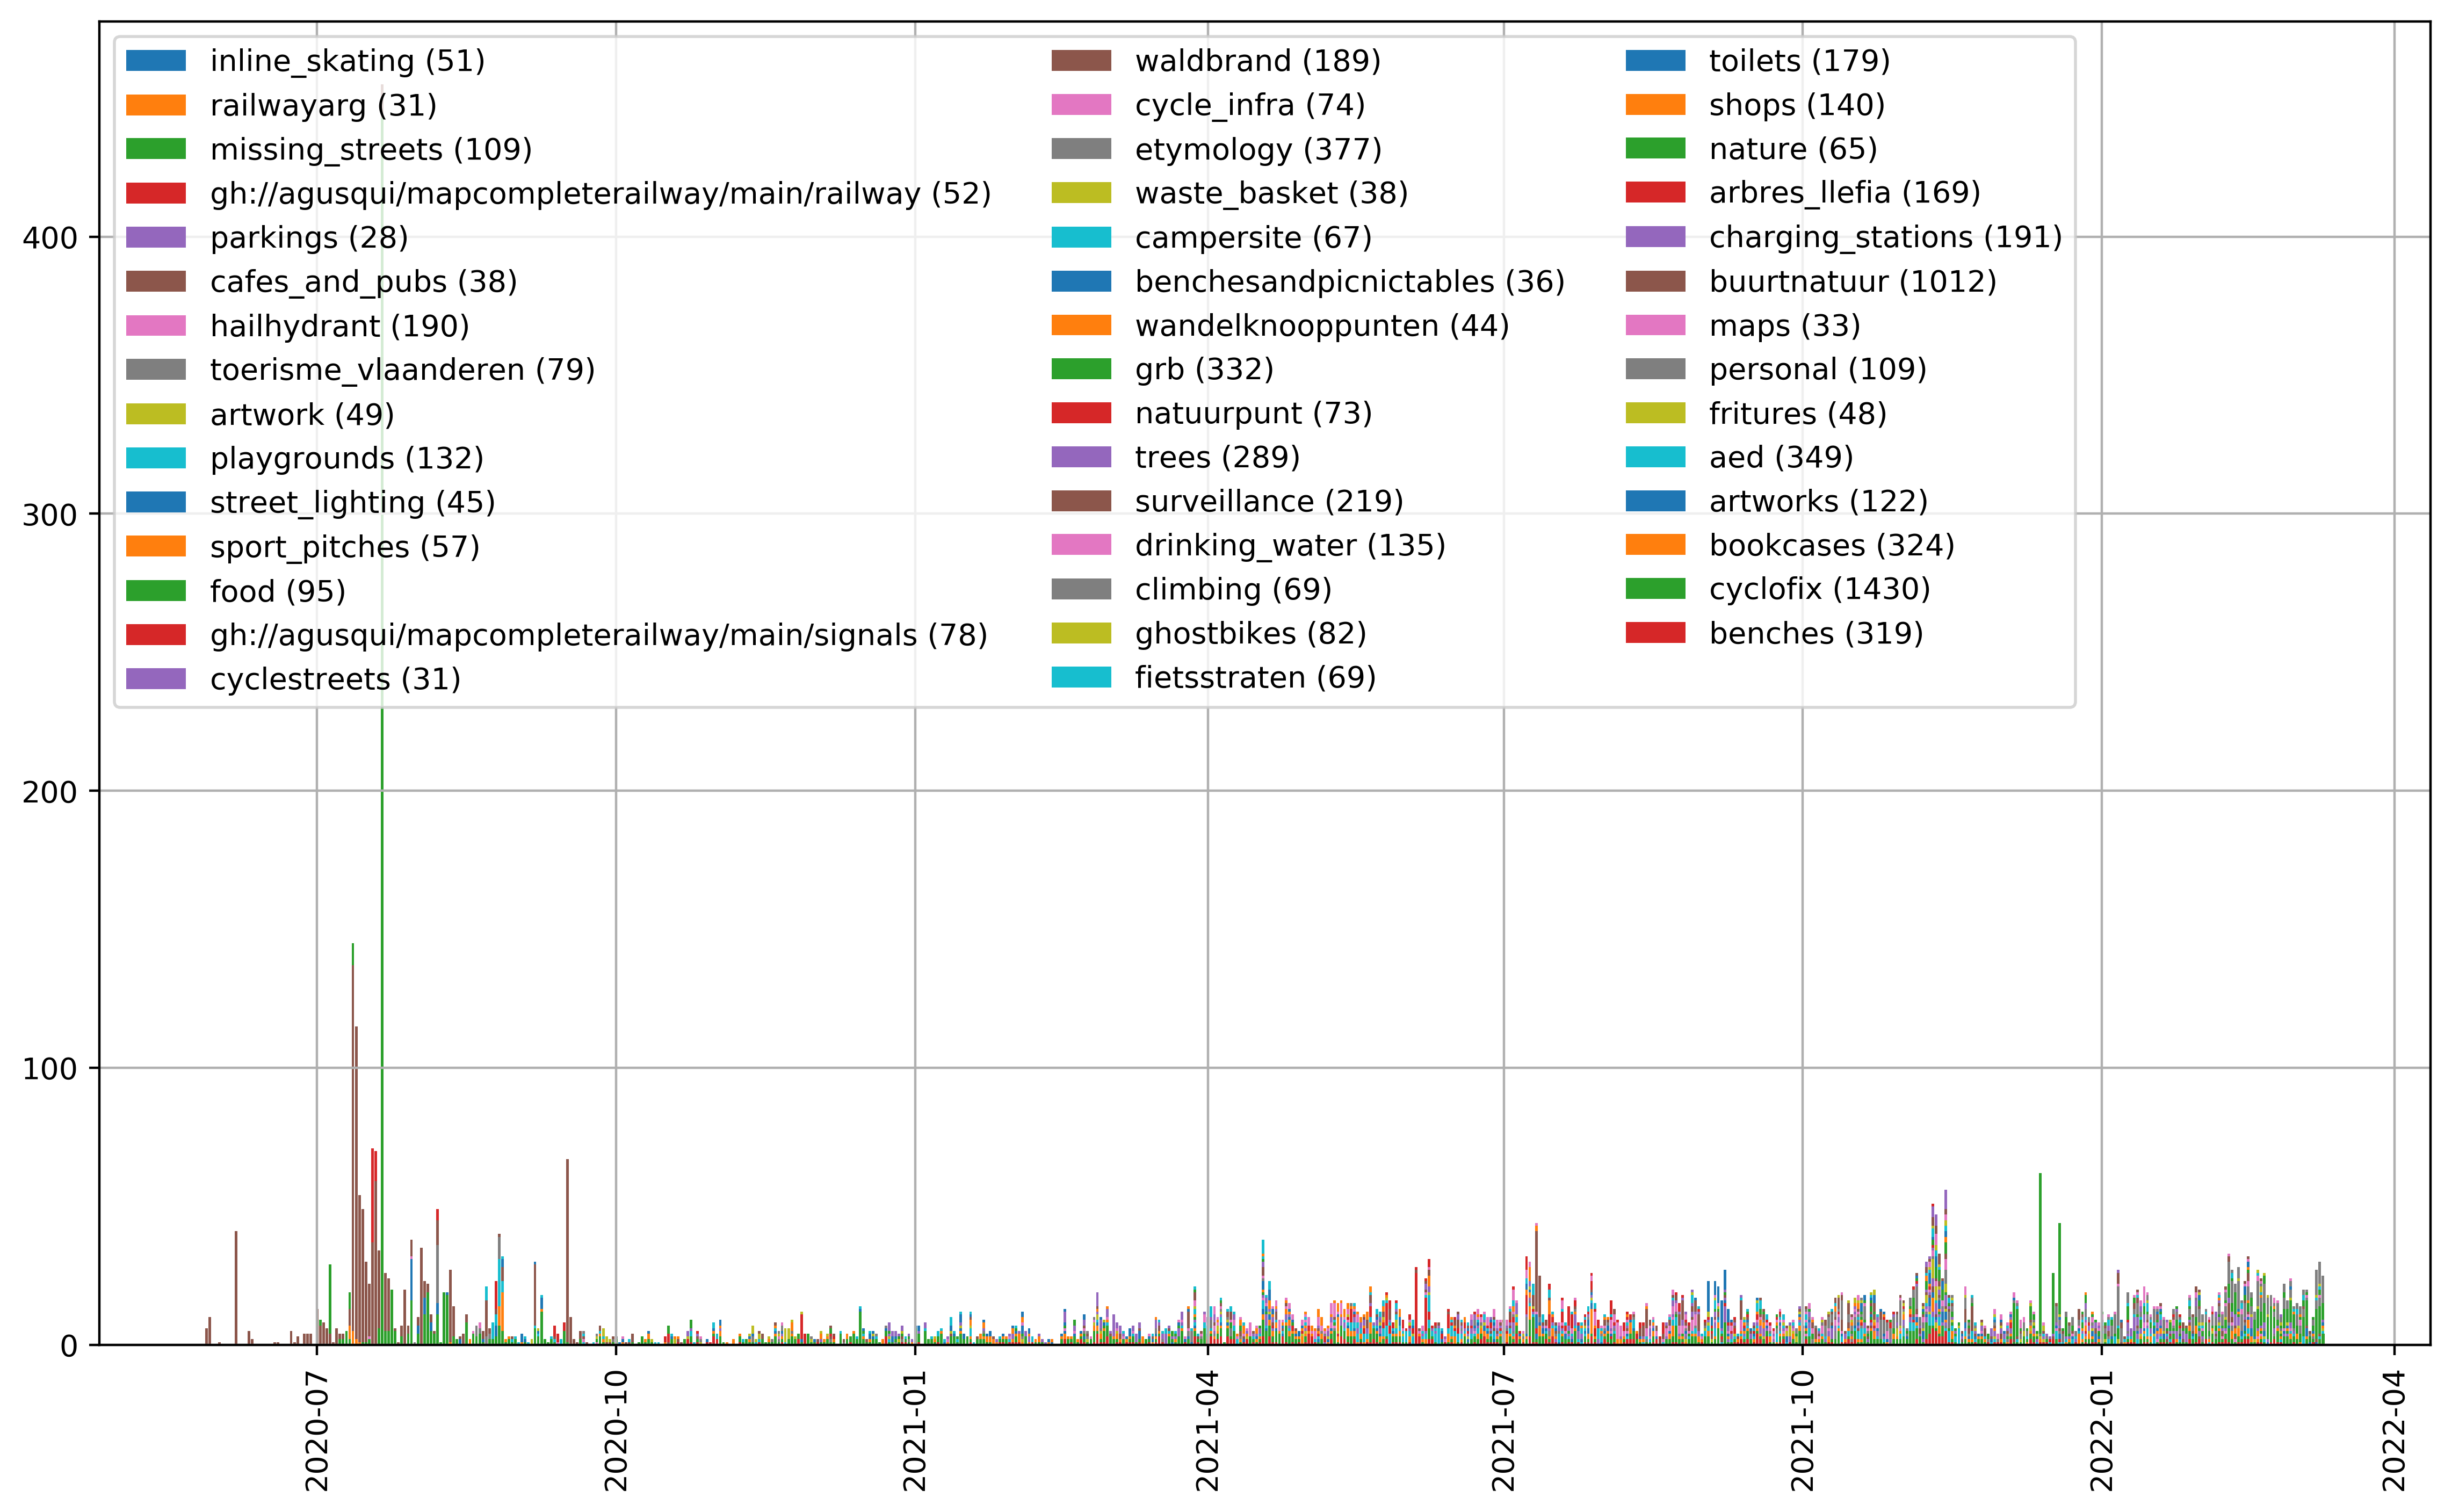 inline_skating (51)
railwayarg (31)
missing_streets (109)
gh://agusqui/mapcompleterailway/main/railway (52)
parkings (28)
cafes_and_pubs (38)
hailhydrant (190)
toerisme_vlaanderen (79)
artwork (49)
playgrounds (132)
street_lighting (45)
sport_pitches (57)
food (95)
gh://agusqui/mapcompleterailway/main/signals (78)
cyclestreets (31)
waldbrand (189)
cycle_infra (74)
etymology (377)
waste_basket (38)
campersite (67)
benchesandpicnictables (36)
wandelknooppunten (44)
grb (332)
natuurpunt (73)
trees (289)
surveillance (219)
drinking_water (135)
climbing (69)
ghostbikes (82)
fietsstraten (69)
toilets (179)
shops (140)
nature (65)
arbres_llefia (169)
charging_stations (191)
buurtnatuur (1012)
maps (33)
personal (109)
fritures (48)
aed (349)
artworks (122)
bookcases (324)
cyclofix (1430)
benches (319)
400
300
200
100
0
2020-07
2020-10
2021-01
2021-04
2021-07
2021-10
2022-01
2022-04